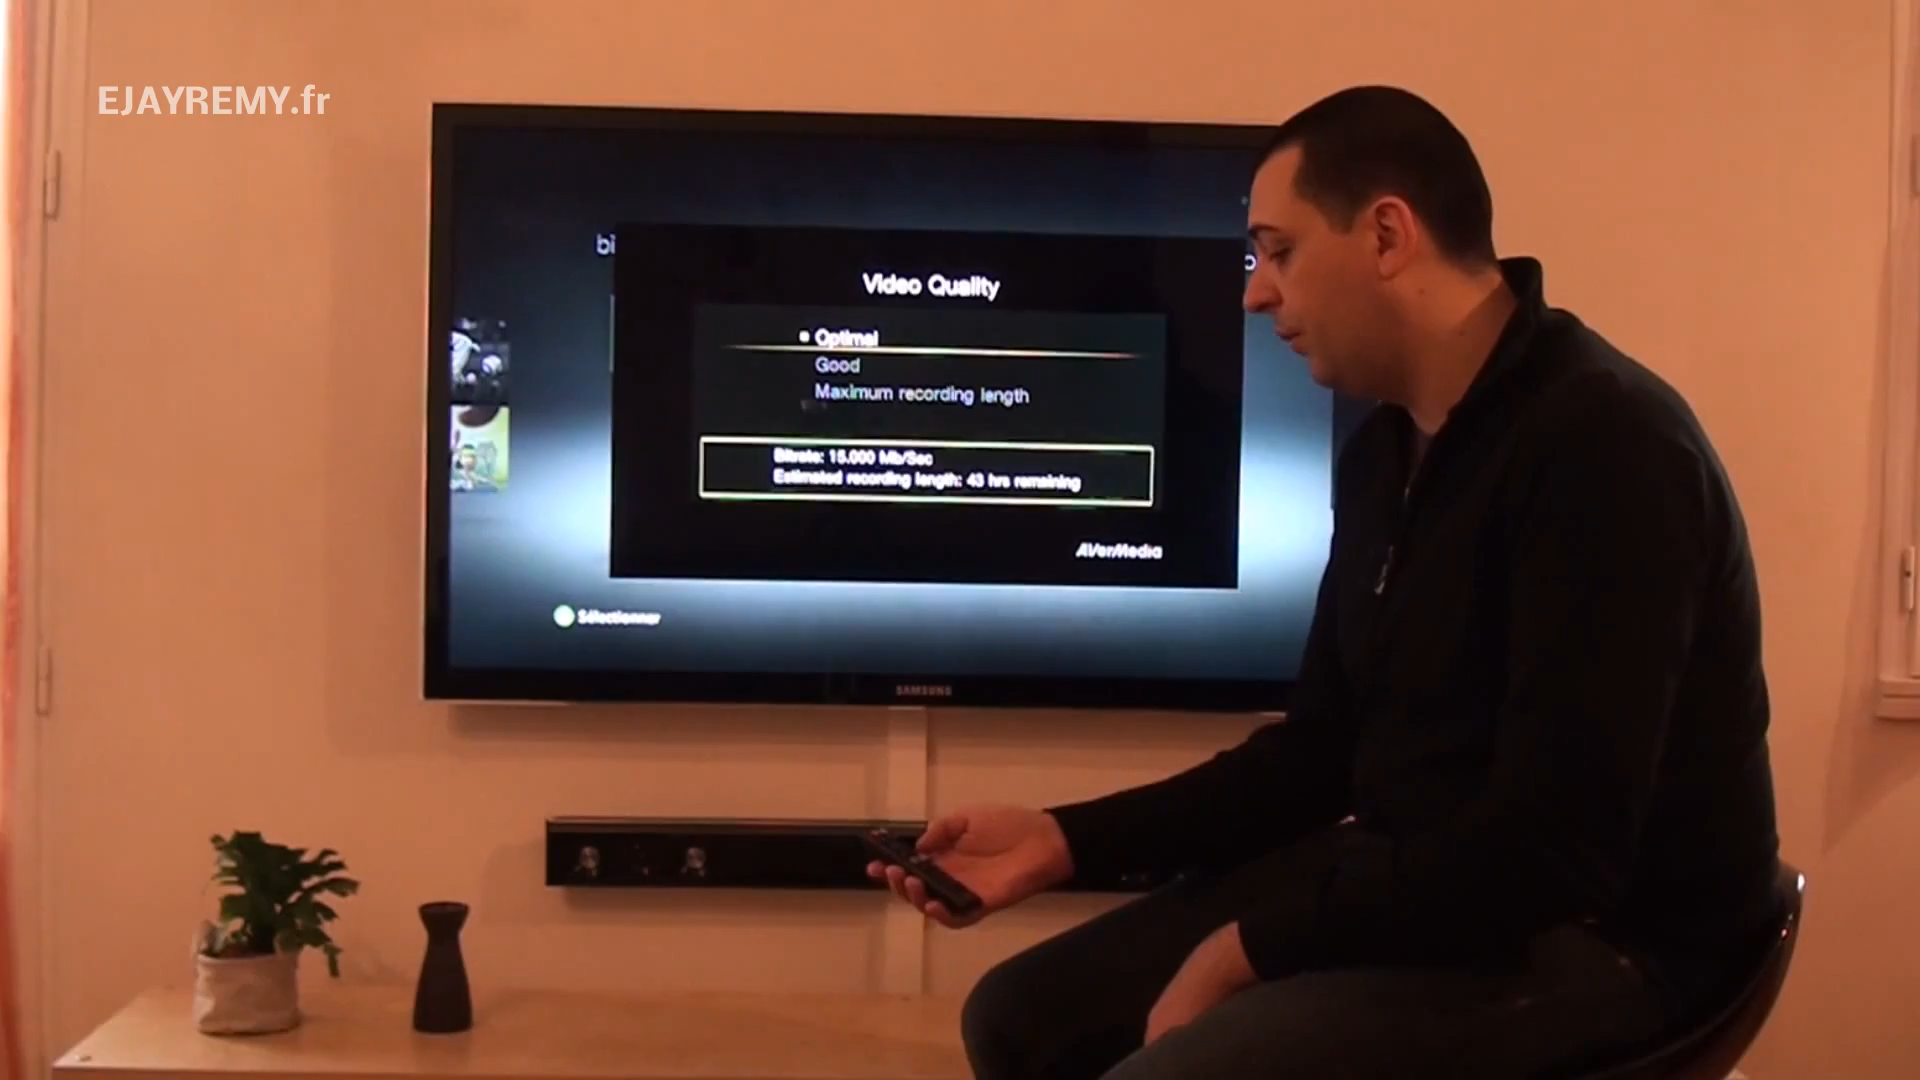 EJAYREMY.fr
bi
Video Quality
Optimal
Good
Maximum recording length
Bitrate: 15.000 Mb/Sec
Estimated recording length: 43 hrs remaining
AVerMedia
Sélectionner
SAMSUNG